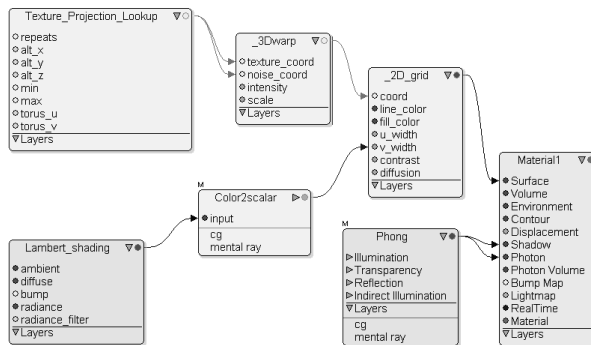 Texture_Projection_Lookup
repeats
alt_x
alt_y
alt_z
min
max
torus_u
torus_v
Layers
_3Dwarp
texture_coord
noise_coord
intensity
scale
Layers
_2D_grid
coord
line_color
fill_color
u_width
v_width
contrast
diffusion
Layers
M
Color2scalar
input
cg
mental ray
Lambert_shading
ambient
diffuse
bump
radiance
radiance_filter
Layers
M
Phong
Illumination
Transparency
Reflection
Indirect Illumination
Layers
cg
mental ray
Material1
Surface
Volume
Environment
Contour
Displacement
Shadow
Photon
Photon Volume
Bump Map
Lightmap
RealTime
Material
Layers